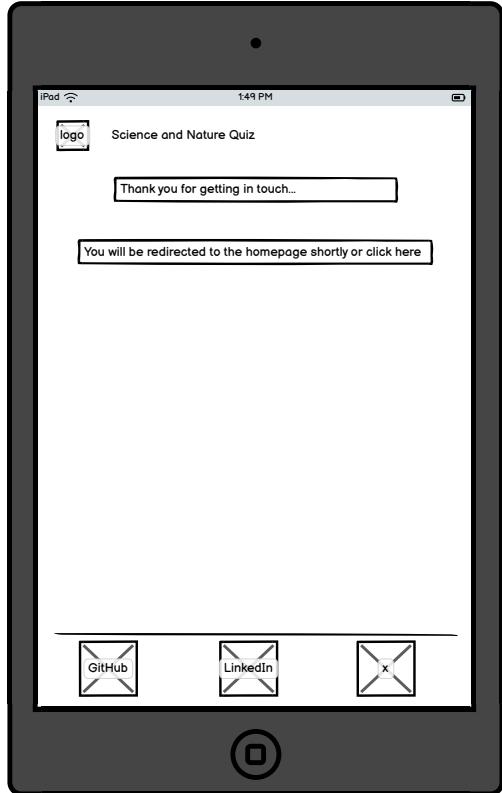 iPad 1:49 PM
logo Science and Nature Quiz
Thank you for getting in touch...
You will be redirected to the homepage shortly or click here
GitHub LinkedIn x